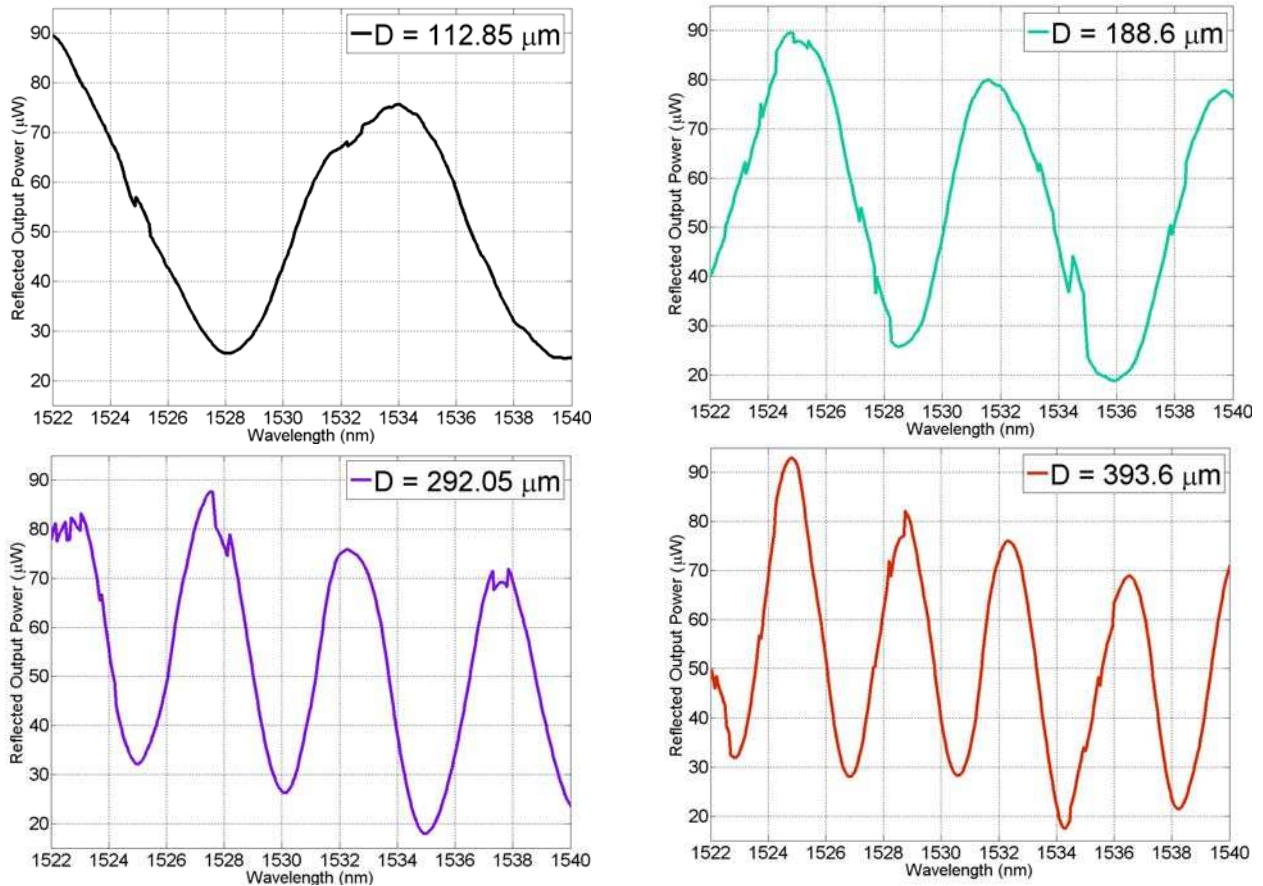 D = 112.85 μm
Reflected Output Power (μW)
90
80
70
60
50
40
30
20
1522 1524 1526 1528 1530 1532 1534 1536 1538 1540
Wavelength (nm)
D = 188.6 μm
Reflected Output Power (μW)
90
80
70
60
50
40
30
20
1522 1524 1526 1528 1530 1532 1534 1536 1538 1540
Wavelength (nm)
D = 292.05 μm
Reflected Output Power (μW)
90
80
70
60
50
40
30
20
1522 1524 1526 1528 1530 1532 1534 1536 1538 1540
Wavelength (nm)
D = 393.6 μm
Reflected Output Power (μW)
90
80
70
60
50
40
30
20
1522 1524 1526 1528 1530 1532 1534 1536 1538 1540
Wavelength (nm)